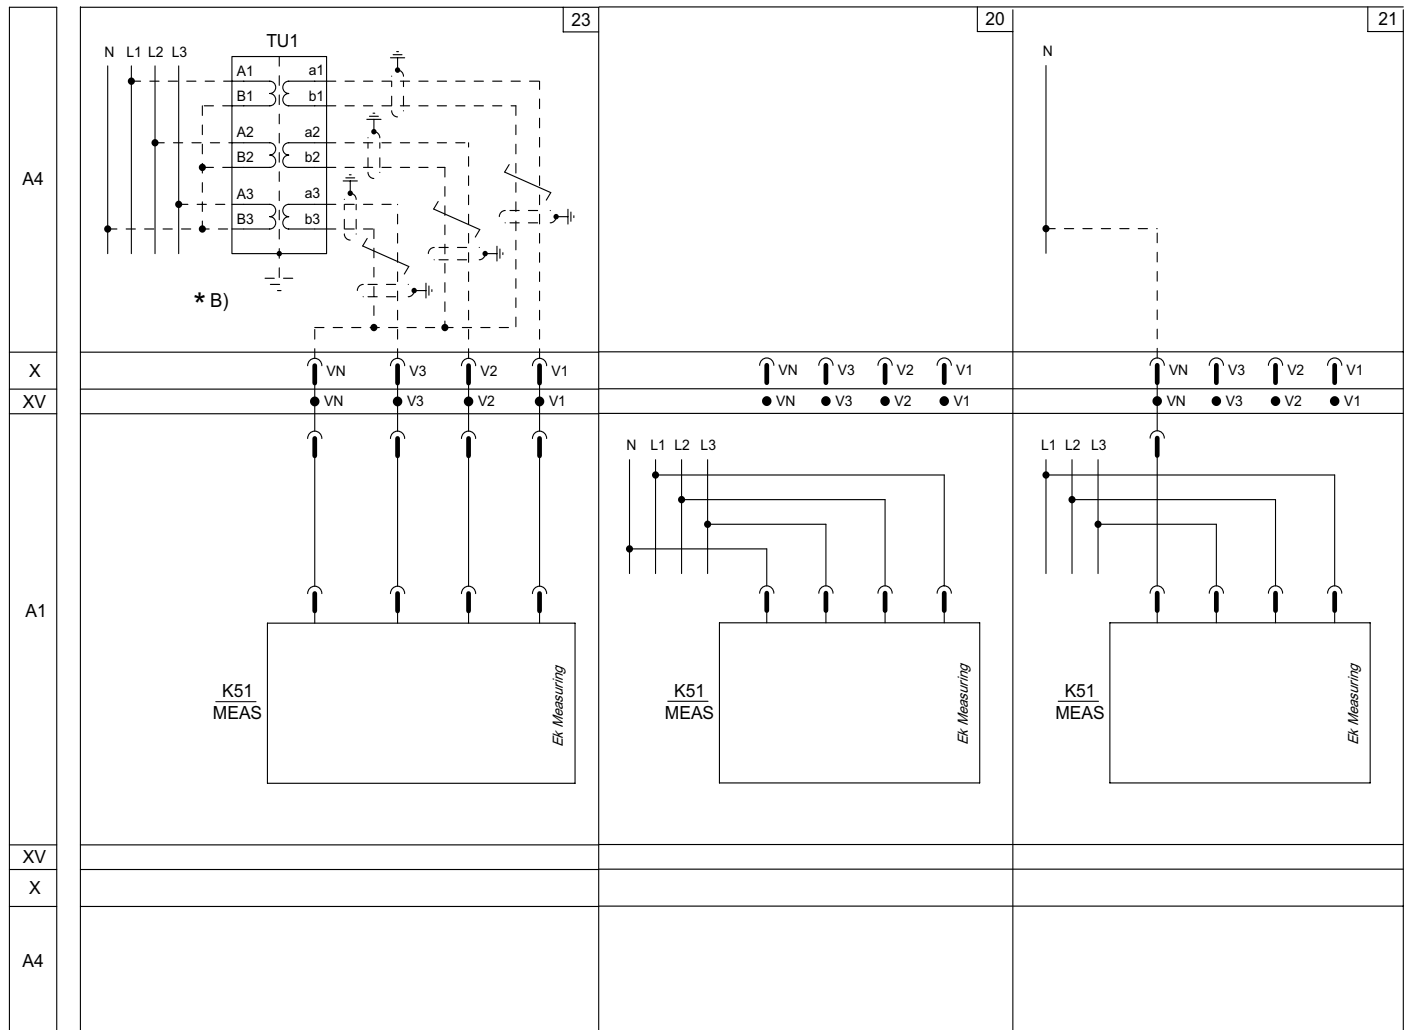 A4
X
XV
A1
XV
X
A4
23
N L1 L2 L3
TU1
A1 a1
B1 b1
A2 a2
B2 b2
A3 a3
B3 b3
* B)
VN V3 V2 V1
VN V3 V2 V1
K51
MEAS
Ek Measuring
20
VN V3 V2 V1
VN V3 V2 V1
N L1 L2 L3
K51
MEAS
Ek Measuring
21
N
VN V3 V2 V1
VN V3 V2 V1
L1 L2 L3
K51
MEAS
Ek Measuring